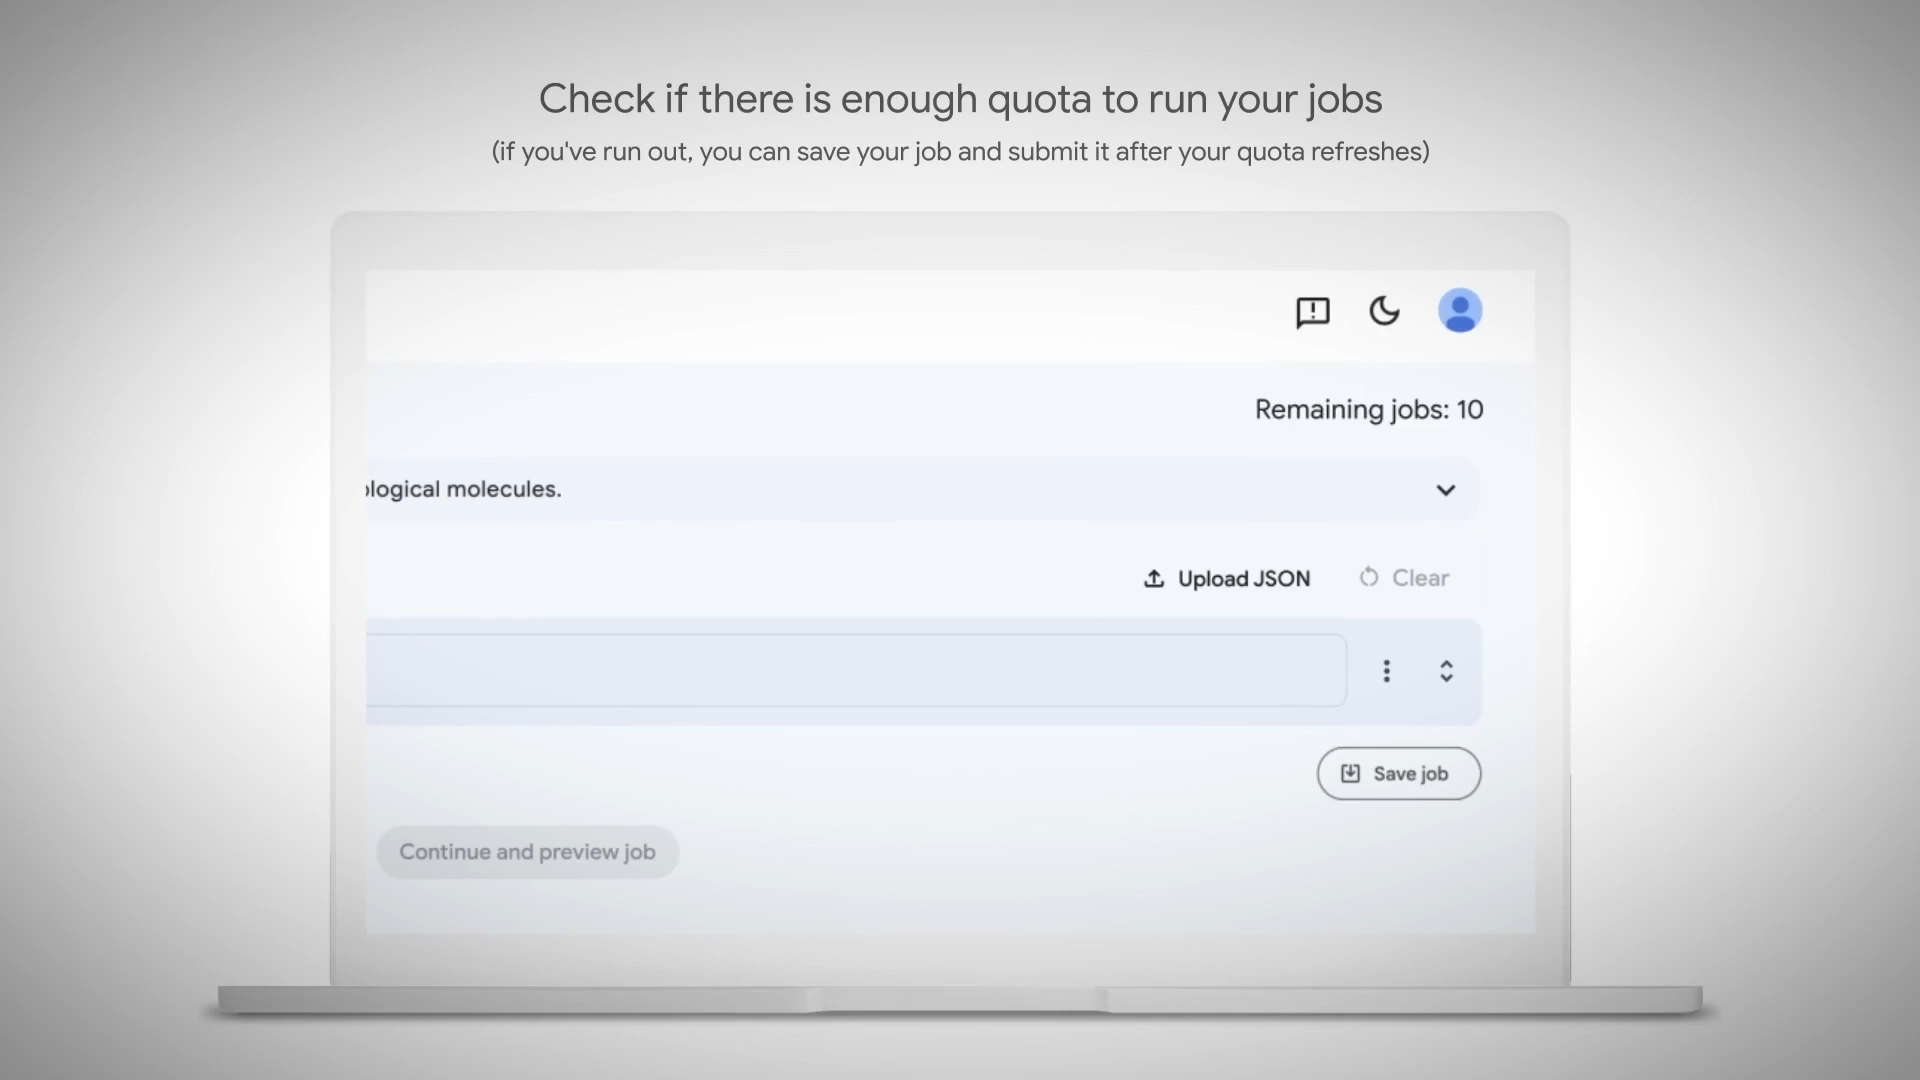 Check if there is enough quota to run your jobs
(if you've run out, you can save your job and submit it after your quota refreshes)
Remaining jobs: 10
ological molecules.
Upload JSON Clear
Save job
Continue and preview job